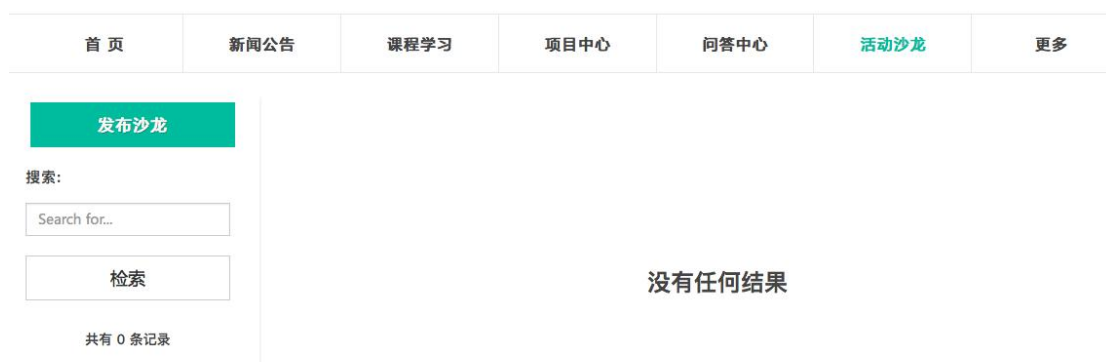 首 页 新闻公告 课程学习 项目中心 问答中心 活动沙龙 更多
发布沙龙
搜索:
Search for...
检索
没有任何结果
共有 0 条记录